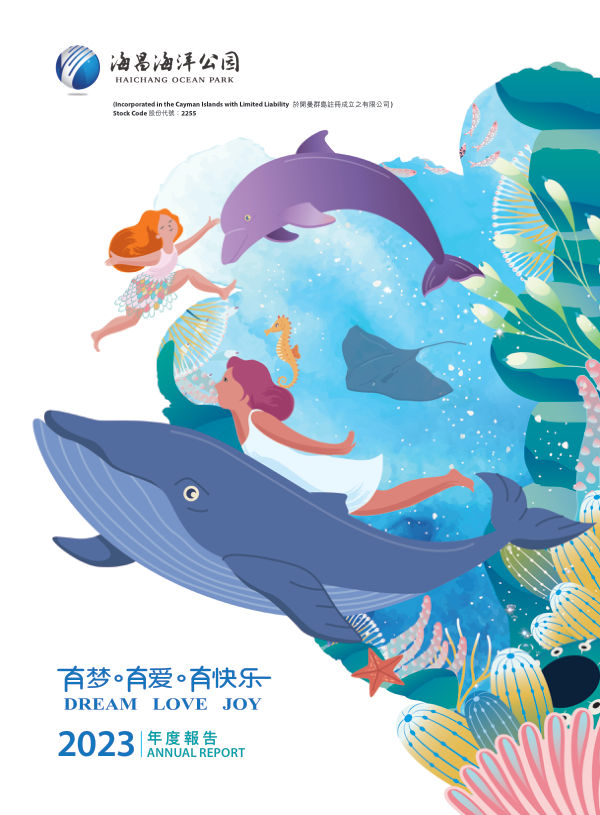 海昌海洋公园
HAICHANG OCEAN PARK
(Incorporated in the Cayman Islands with Limited Liability 於開曼群島註冊成立之有限公司)
Stock Code 股份代號：2255
有梦。有爱。有快乐
DREAM LOVE JOY
2023 年度報告
ANNUAL REPORT